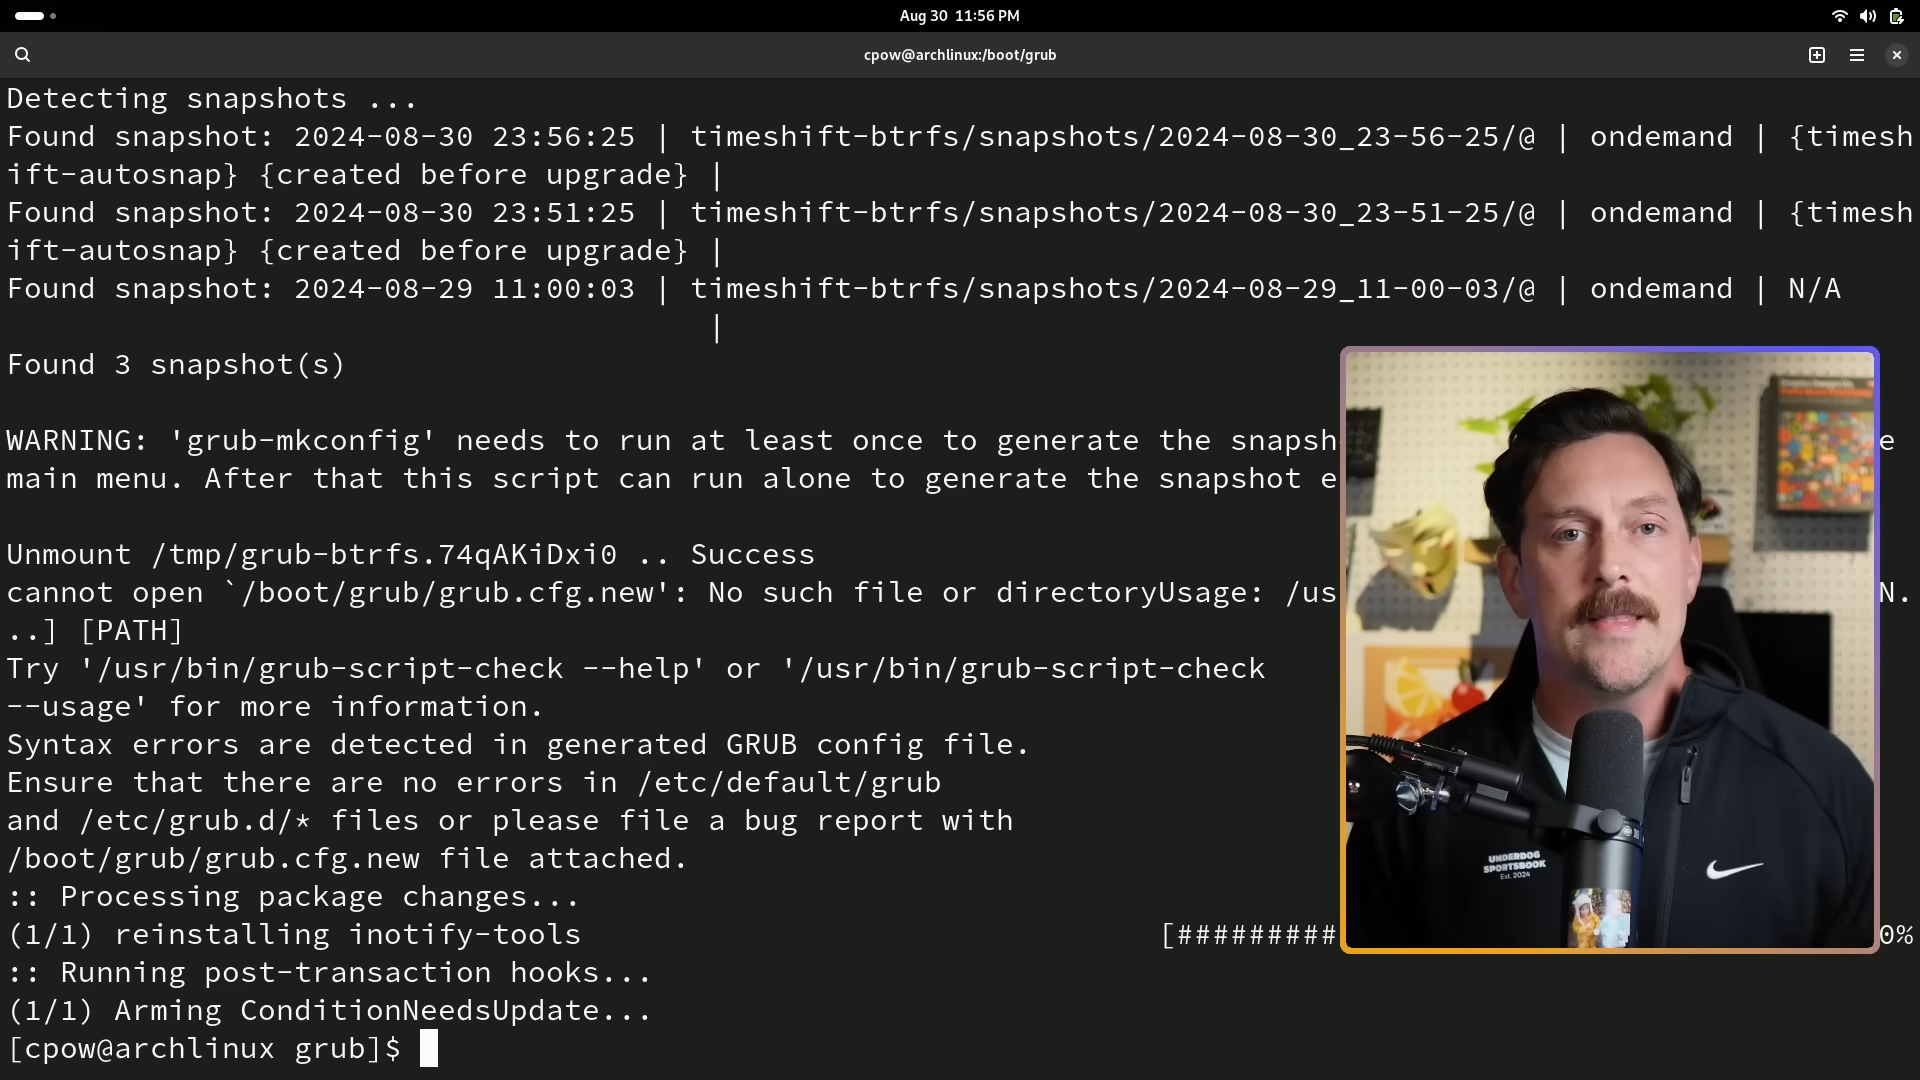 Aug 30 11:56 PM
cpow@archlinux:/boot/grub
Detecting snapshots ...
Found snapshot: 2024-08-30 23:56:25 | timeshift-btrfs/snapshots/2024-08-30_23-56-25/@ | ondemand | {timesh
ift-autosnap} {created before upgrade} |
Found snapshot: 2024-08-30 23:51:25 | timeshift-btrfs/snapshots/2024-08-30_23-51-25/@ | ondemand | {timesh
ift-autosnap} {created before upgrade} |
Found snapshot: 2024-08-29 11:00:03 | timeshift-btrfs/snapshots/2024-08-29_11-00-03/@ | ondemand | N/A
|
Found 3 snapshot(s)
WARNING: 'grub-mkconfig' needs to run at least once to generate the snapsh e
main menu. After that this script can run alone to generate the snapshot e
Unmount /tmp/grub-btrfs.74qAKiDxi0 .. Success
cannot open `/boot/grub/grub.cfg.new': No such file or directoryUsage: /us N.
..] [PATH]
Try '/usr/bin/grub-script-check --help' or '/usr/bin/grub-script-check
--usage' for more information.
Syntax errors are detected in generated GRUB config file.
Ensure that there are no errors in /etc/default/grub
and /etc/grub.d/* files or please file a bug report with
/boot/grub/grub.cfg.new file attached.
:: Processing package changes...
(1/1) reinstalling inotify-tools [######### 0%
:: Running post-transaction hooks...
(1/1) Arming ConditionNeedsUpdate...
[cpow@archlinux grub]$
UNDERDOG
SPORTSBOOK
Est. 2024